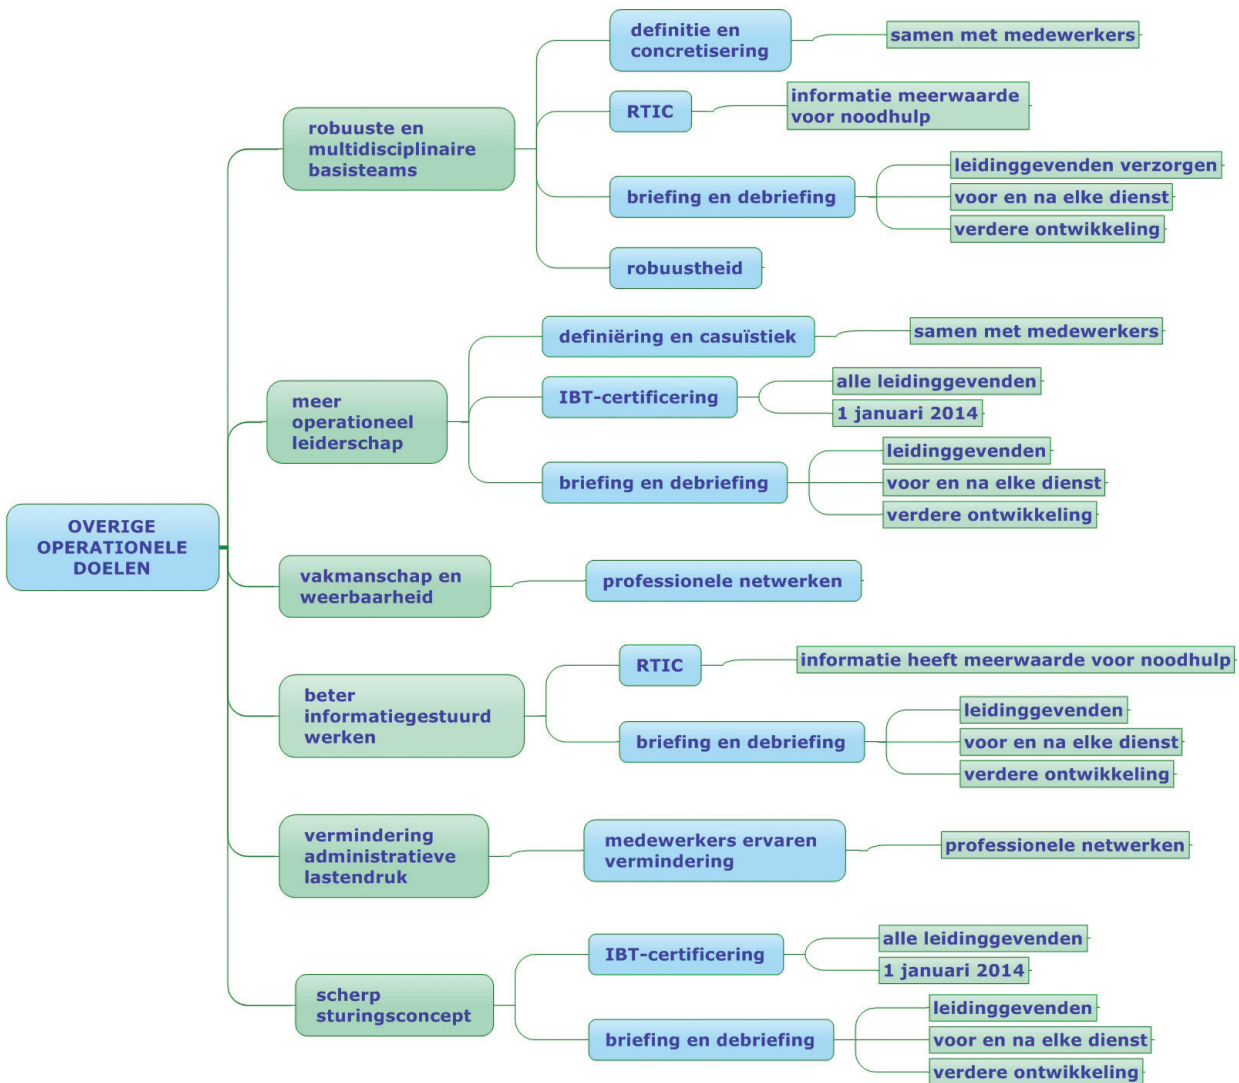 OVERIGE
OPERATIONELE
DOELEN
robuuste en
multidisciplinaire
basisteams
definitie en
concretisering
samen met medewerkers
RTIC
informatie meerwaarde
voor noodhulp
briefing en debriefing
leidinggevenden verzorgen
voor en na elke dienst
verdere ontwikkeling
robuustheid
meer
operationeel
leiderschap
definiëring en casuïstiek
samen met medewerkers
IBT-certificering
alle leidinggevenden
1 januari 2014
briefing en debriefing
leidinggevenden
voor en na elke dienst
verdere ontwikkeling
vakmanschap en
weerbaarheid
professionele netwerken
beter
informatiegestuurd
werken
RTIC
informatie heeft meerwaarde voor noodhulp
briefing en debriefing
leidinggevenden
voor en na elke dienst
verdere ontwikkeling
vermindering
administratieve
lastendruk
medewerkers ervaren
vermindering
professionele netwerken
scherp
sturingsconcept
IBT-certificering
alle leidinggevenden
1 januari 2014
briefing en debriefing
leidinggevenden
voor en na elke dienst
verdere ontwikkeling